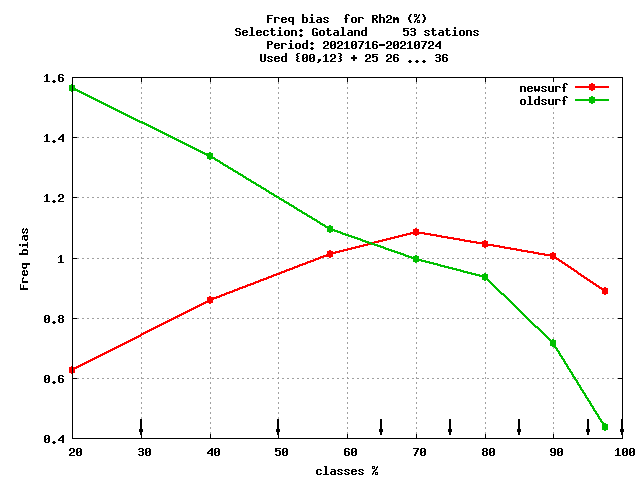 Freq bias  for Rh2m (%)
Selection: Gotaland     53 stations
Period: 20210716-20210724
Used {00,12} + 25 26 ... 36
newsurf
oldsurf
Freq bias
1.6
1.4
1.2
1
0.8
0.6
0.4
20 30 40 50 60 70 80 90 100
classes %